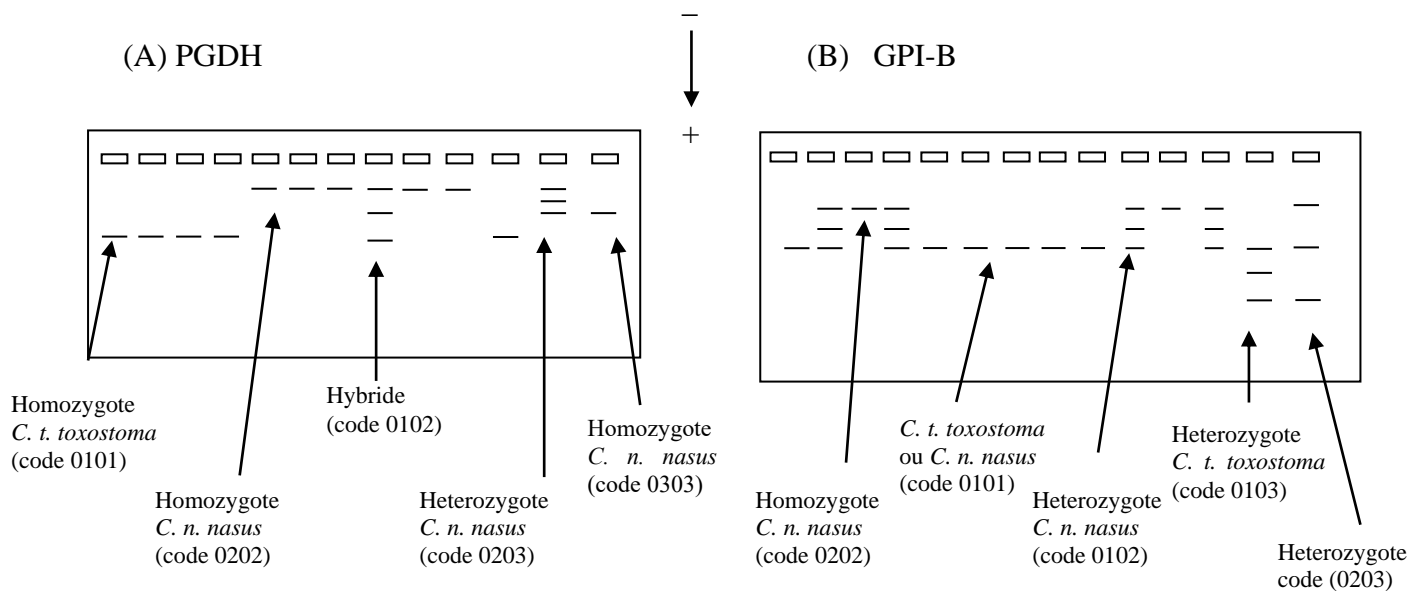 −
(A) PGDH
(B) GPI-B
+
Homozygote
C. t. toxostoma
(code 0101)
Homozygote
C. n. nasus
(code 0202)
Hybride
(code 0102)
Heterozygote
C. n. nasus
(code 0203)
Homozygote
C. n. nasus
(code 0303)
Homozygote
C. n. nasus
(code 0202)
C. t. toxostoma
ou C. n. nasus
(code 0101)
Heterozygote
C. n. nasus
(code 0102)
Heterozygote
C. t. toxostoma
(code 0103)
Heterozygote
code (0203)